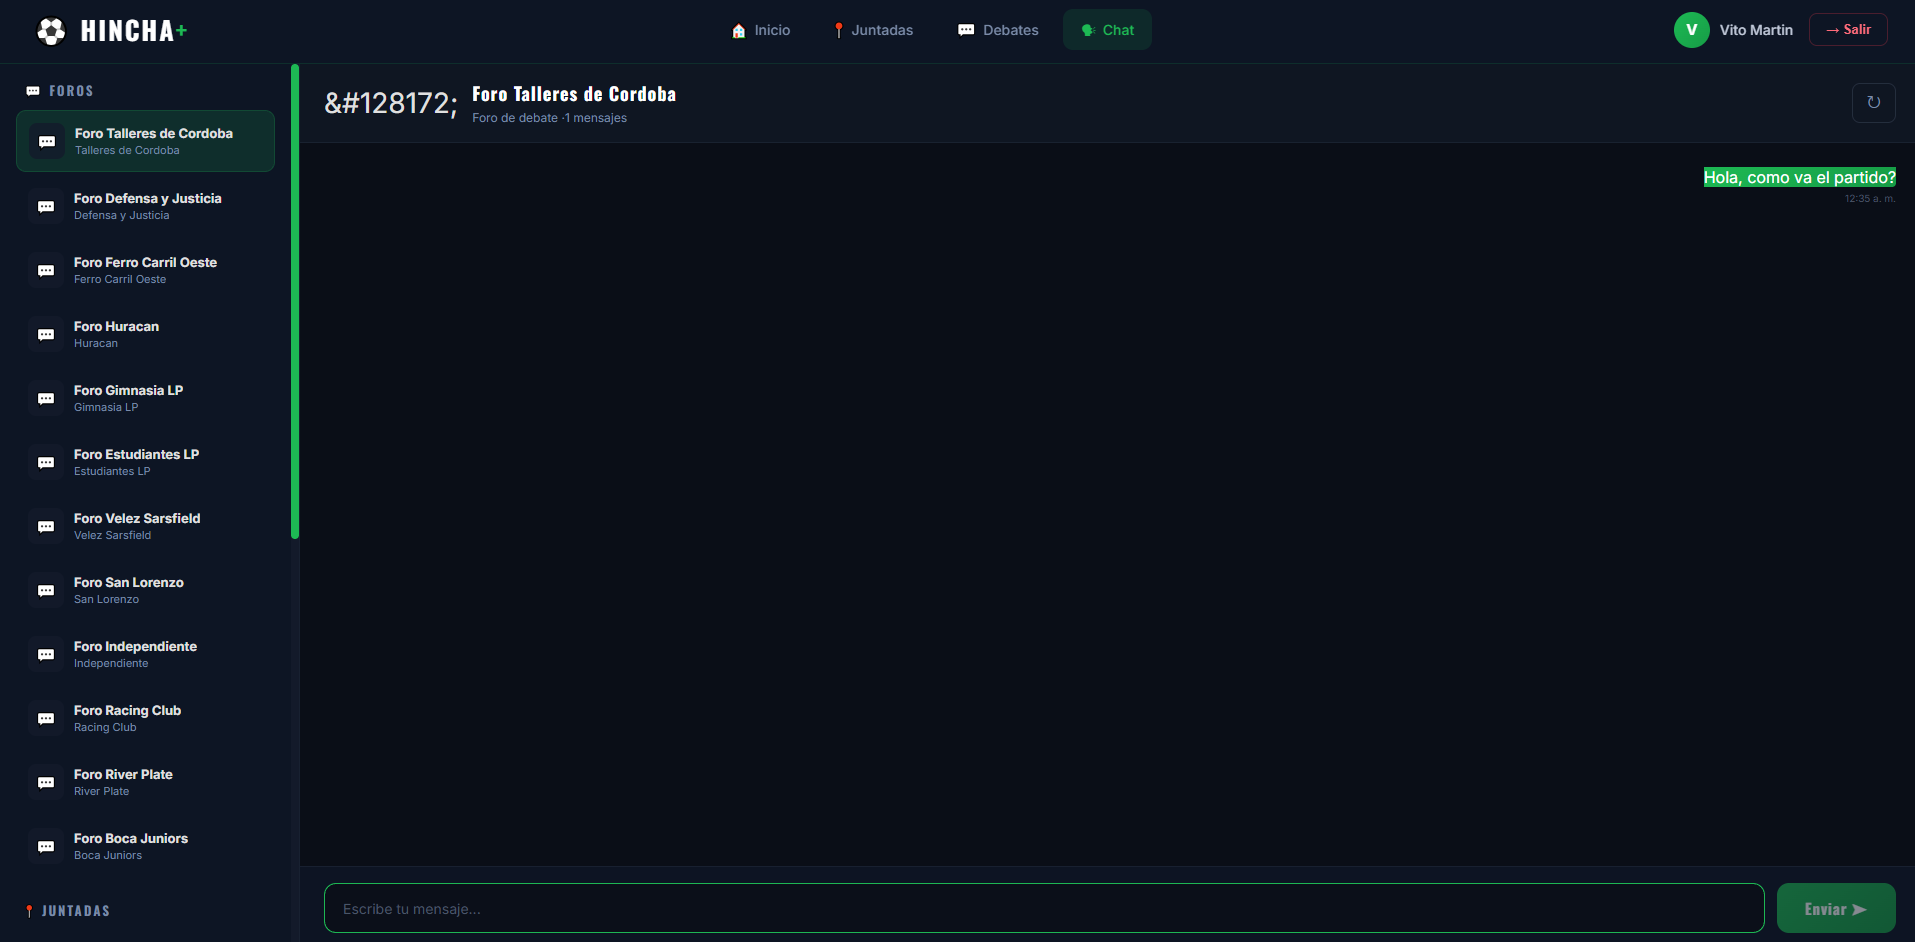 HINCHA+
Inicio
Juntadas
Debates
Chat
V
Vito Martin
→ Salir
FOROS
Foro Talleres de Cordoba
Talleres de Cordoba
Foro Defensa y Justicia
Defensa y Justicia
Foro Ferro Carril Oeste
Ferro Carril Oeste
Foro Huracan
Huracan
Foro Gimnasia LP
Gimnasia LP
Foro Estudiantes LP
Estudiantes LP
Foro Velez Sarsfield
Velez Sarsfield
Foro San Lorenzo
San Lorenzo
Foro Independiente
Independiente
Foro Racing Club
Racing Club
Foro River Plate
River Plate
Foro Boca Juniors
Boca Juniors
JUNTADAS
&#128172;
Foro Talleres de Cordoba
Foro de debate ·1 mensajes
Hola, como va el partido?
12:35 a. m.
Escribe tu mensaje...
Enviar ➤